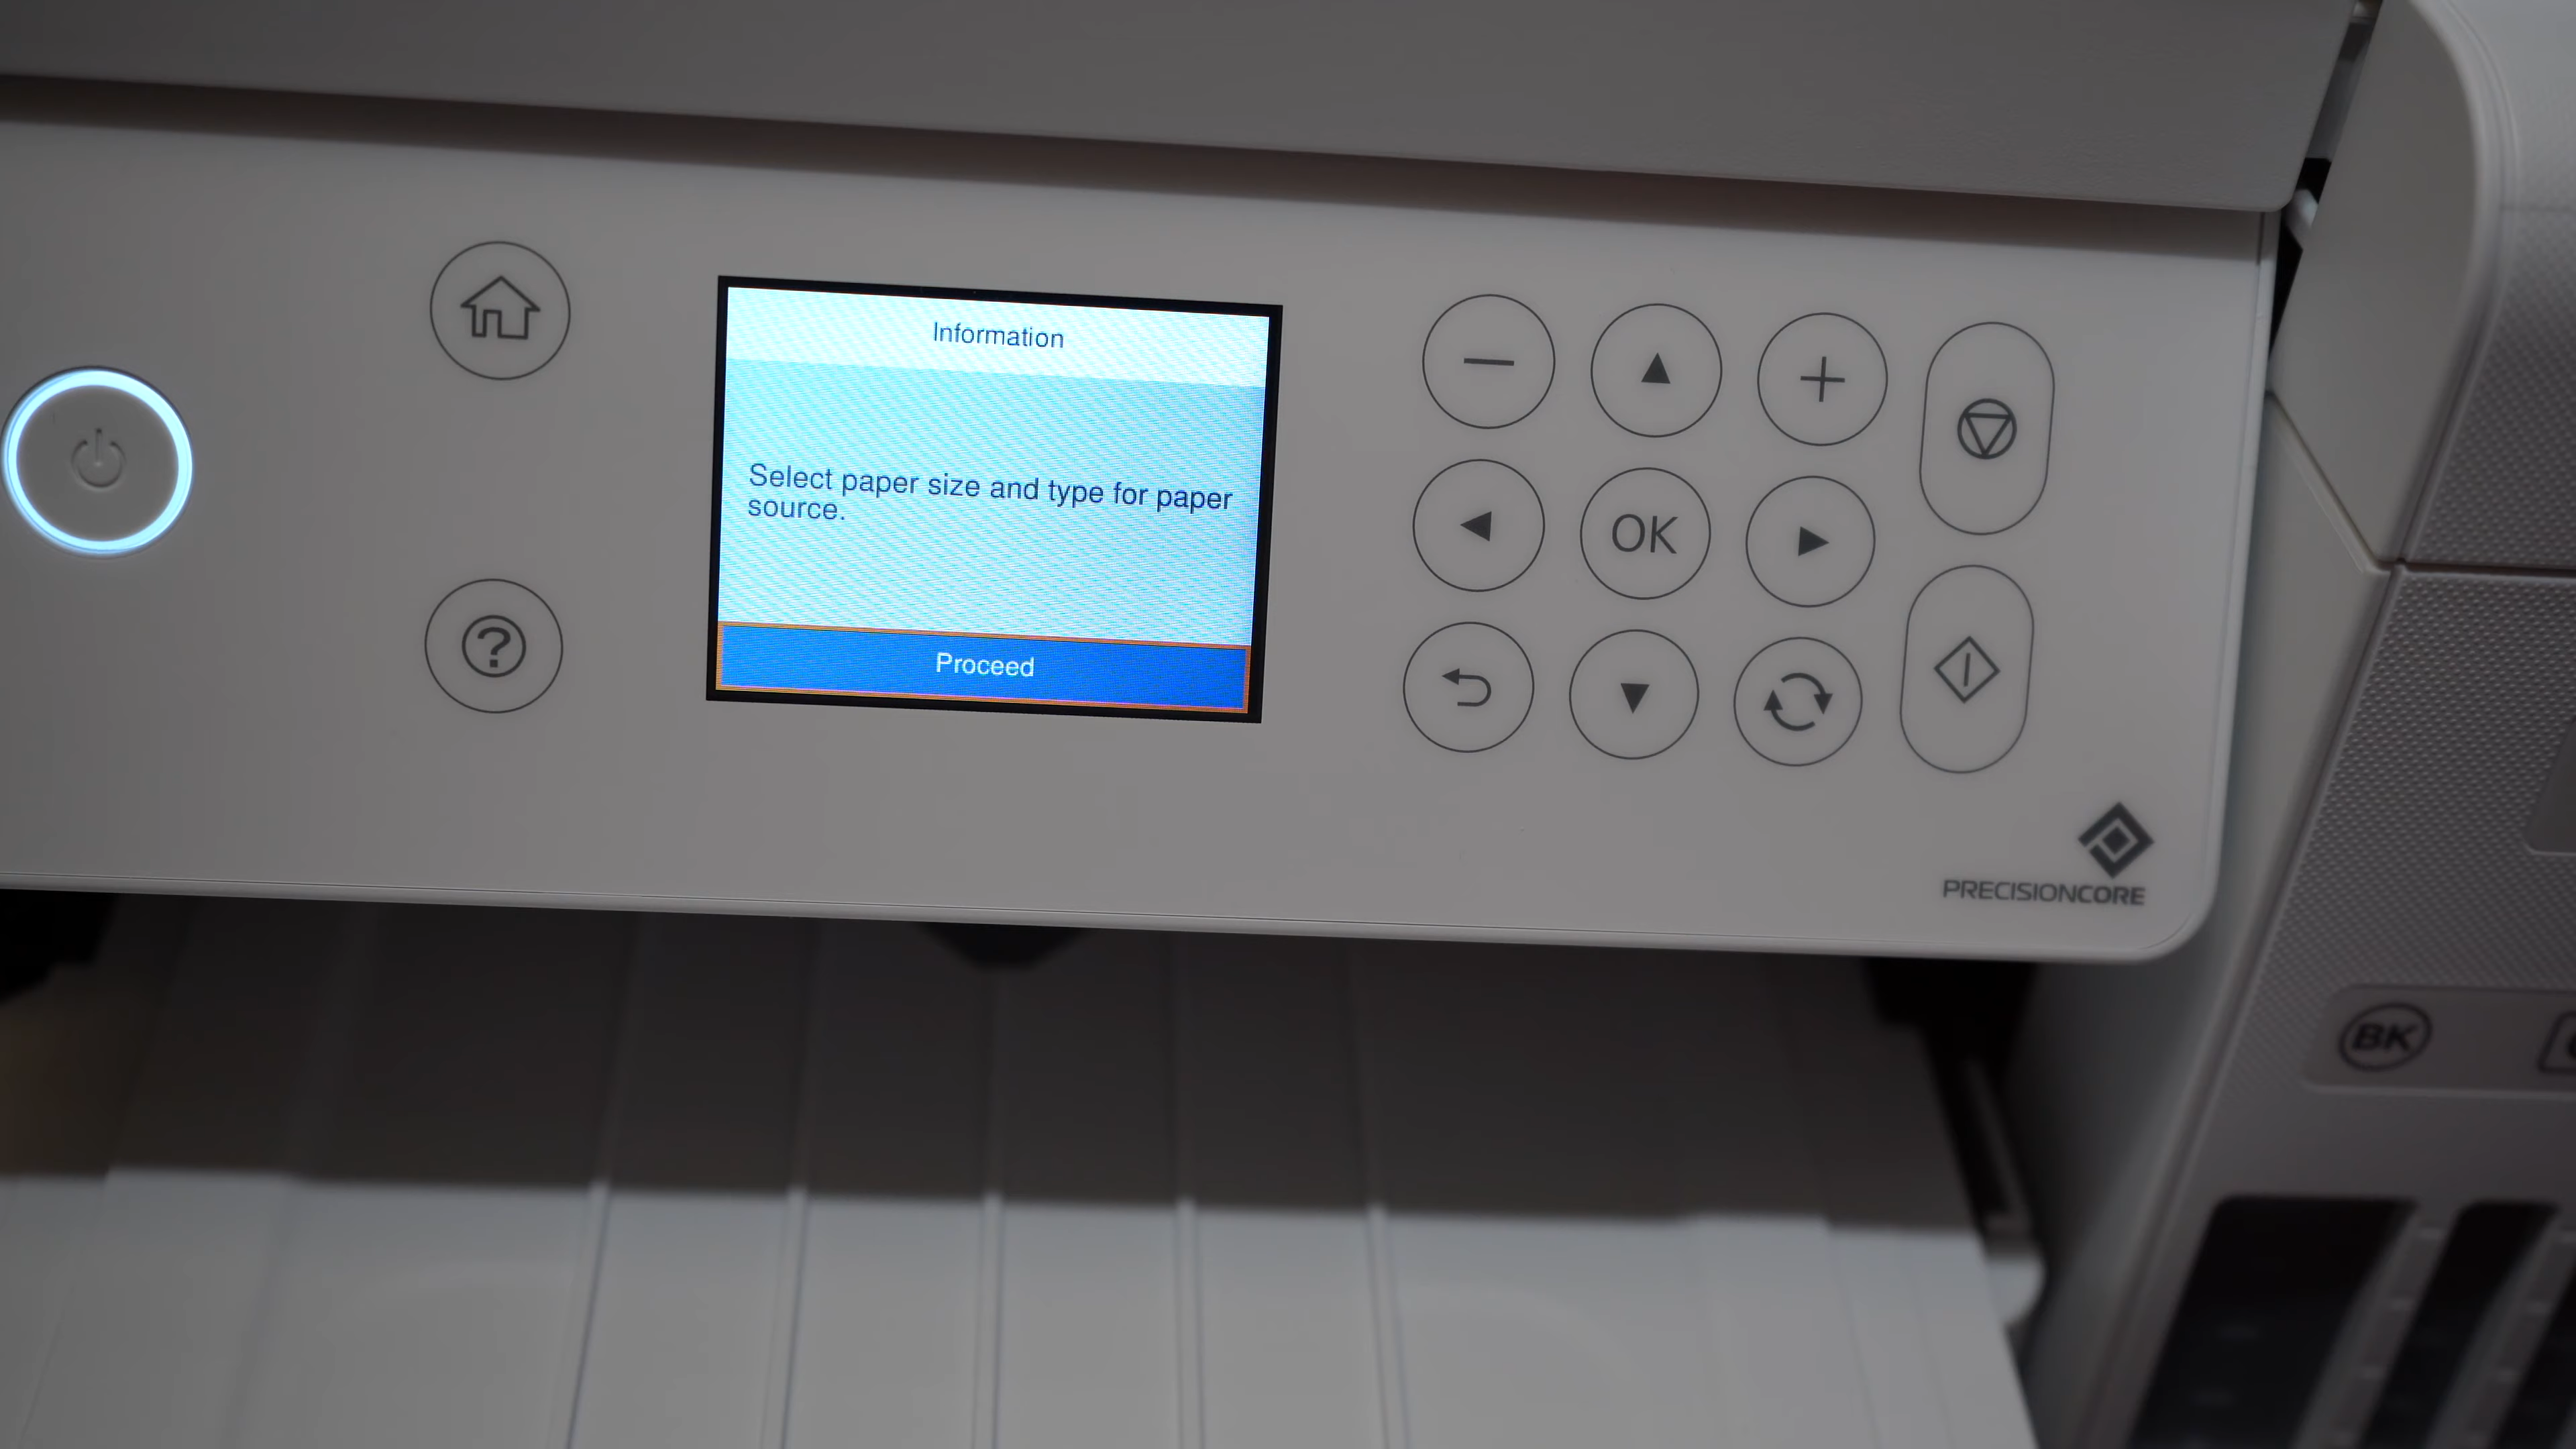 Information
Select paper size and type for paper
source.
Proceed
OK
PRECISIONCORE
BK